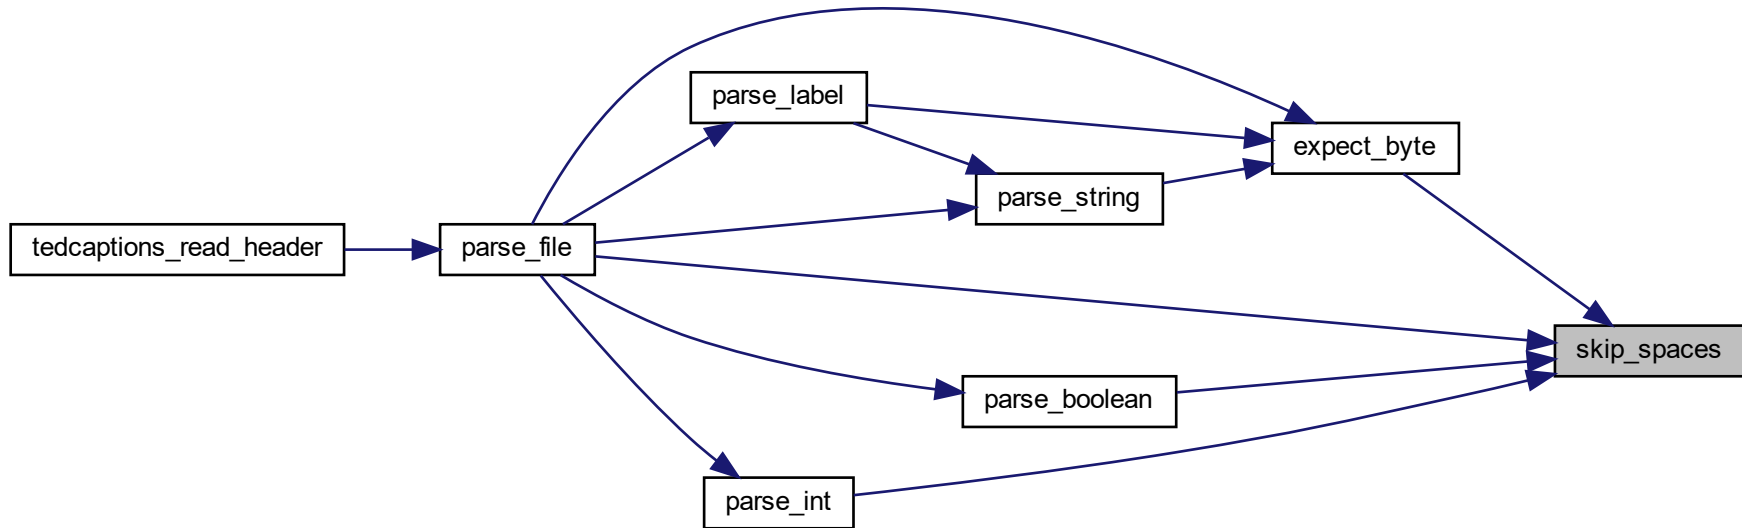 parse_label
expect_byte
parse_string
tedcaptions_read_header
parse_file
skip_spaces
parse_boolean
parse_int